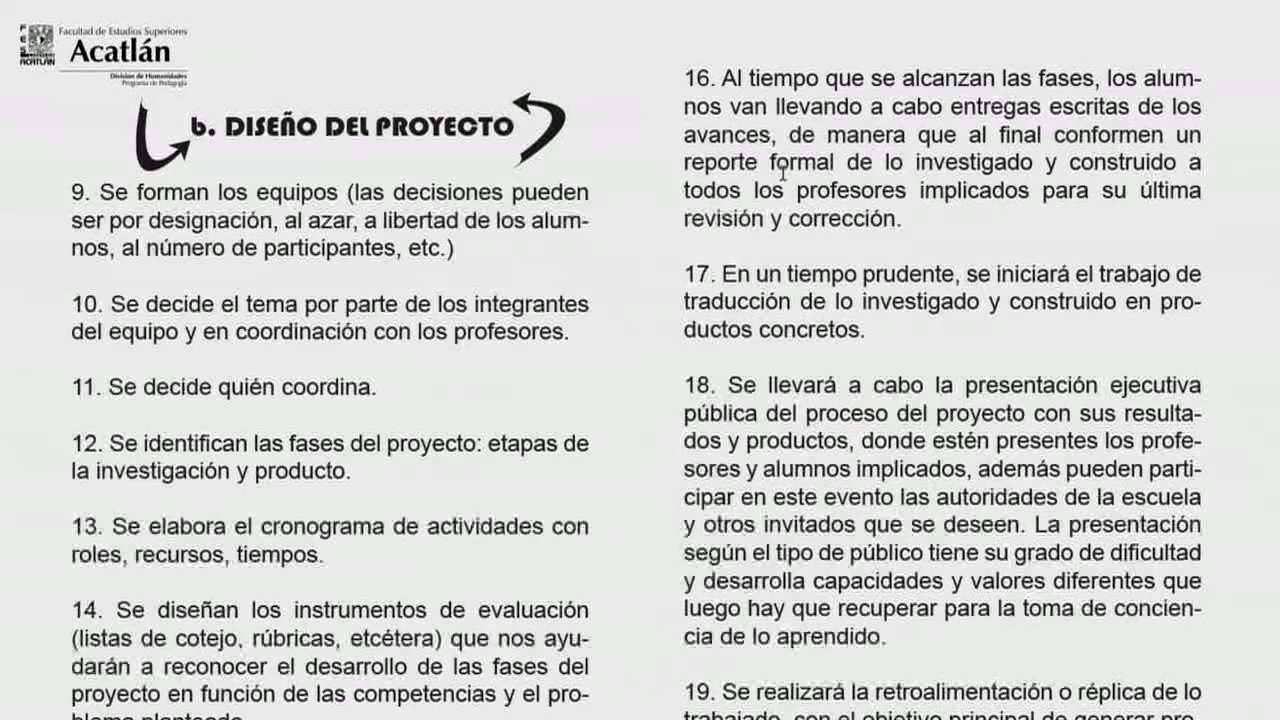 Facultad de Estudios Superiores
Acatlán
División de Humanidades
Programa de Pedagogía
b. DISEÑO DEL PROYECTO
9. Se forman los equipos (las decisiones pueden
ser por designación, al azar, a libertad de los alum-
nos, al número de participantes, etc.)
10. Se decide el tema por parte de los integrantes
del equipo y en coordinación con los profesores.
11. Se decide quién coordina.
12. Se identifican las fases del proyecto: etapas de
la investigación y producto.
13. Se elabora el cronograma de actividades con
roles, recursos, tiempos.
14. Se diseñan los instrumentos de evaluación
(listas de cotejo, rúbricas, etcétera) que nos ayu-
darán a reconocer el desarrollo de las fases del
proyecto en función de las competencias y el pro-
blema planteado.
16. Al tiempo que se alcanzan las fases, los alum-
nos van llevando a cabo entregas escritas de los
avances, de manera que al final conformen un
reporte formal de lo investigado y construido a
todos los profesores implicados para su última
revisión y corrección.
17. En un tiempo prudente, se iniciará el trabajo de
traducción de lo investigado y construido en pro-
ductos concretos.
18. Se llevará a cabo la presentación ejecutiva
pública del proceso del proyecto con sus resulta-
dos y productos, donde estén presentes los profe-
sores y alumnos implicados, además pueden parti-
cipar en este evento las autoridades de la escuela
y otros invitados que se deseen. La presentación
según el tipo de público tiene su grado de dificultad
y desarrolla capacidades y valores diferentes que
luego hay que recuperar para la toma de concien-
cia de lo aprendido.
19. Se realizará la retroalimentación o réplica de lo
trabajado, con el objetivo principal de generar pro-